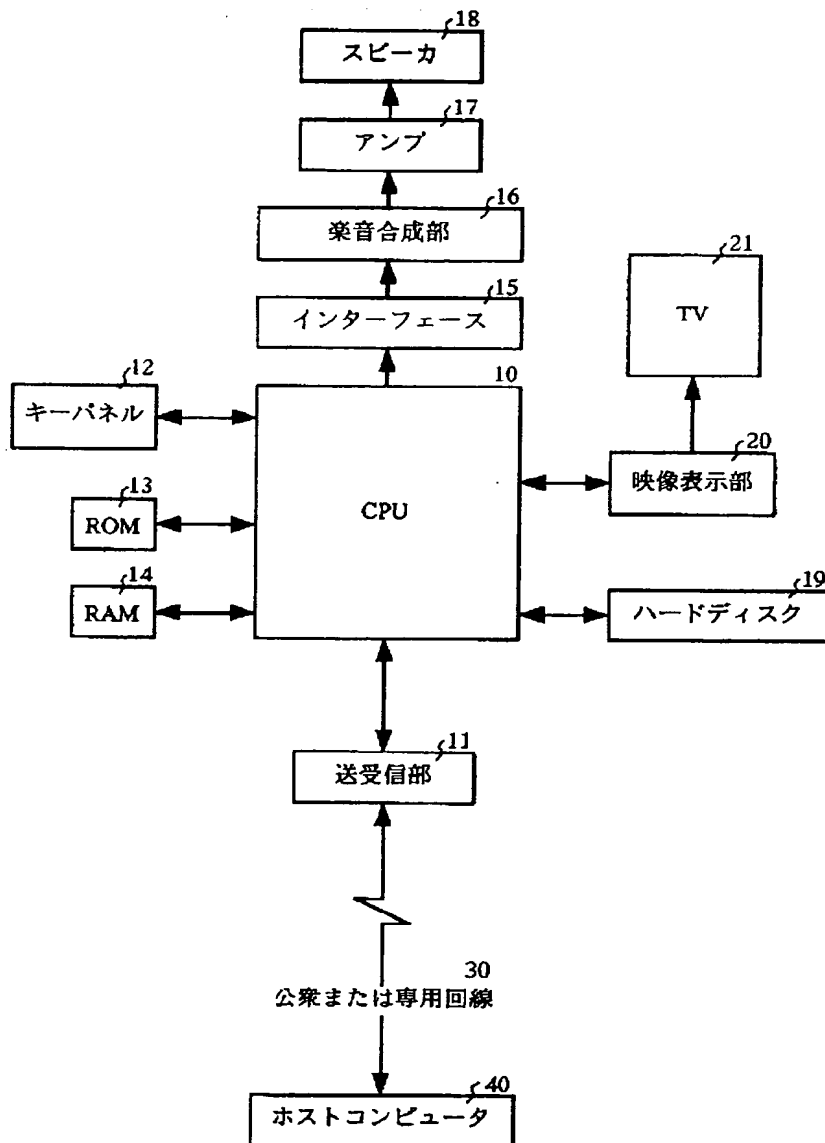 18
スピーカ
17
アンプ
16
楽音合成部
21
TV
15
インターフェース
12
キーパネル
10
CPU
20
映像表示部
13
ROM
14
RAM
19
ハードディスク
11
送受信部
30
公衆または専用回線
40
ホストコンピュータ